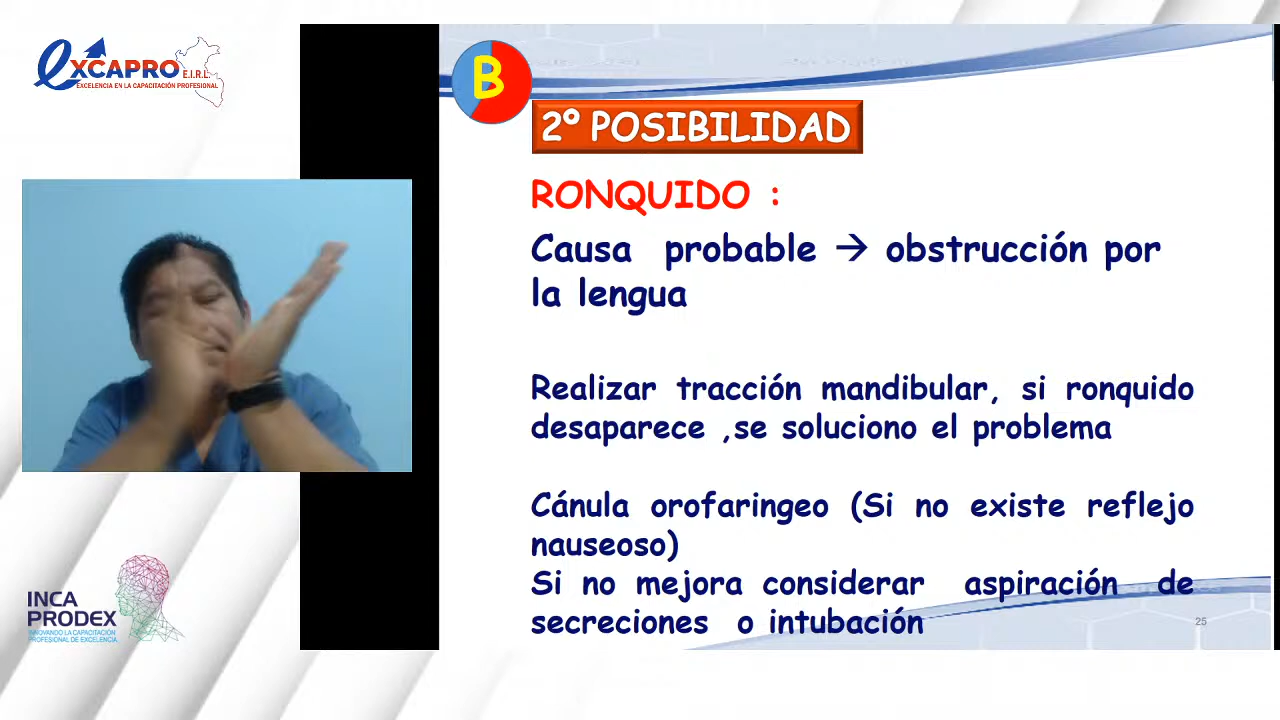 excapro E.I.R.L.
EXCELENCIA EN LA CAPACITACIÓN PROFESIONAL
B
2º POSIBILIDAD
RONQUIDO :
Causa probable → obstrucción por
la lengua
Realizar tracción mandibular, si ronquido
desaparece ,se soluciono el problema
Cánula orofaringeo (Si no existe reflejo
nauseoso)
Si no mejora considerar aspiración de
secreciones o intubación
25
INCA
PRODEX
INNOVANDO LA CAPACITACIÓN
PROFESIONAL DE EXCELENCIA